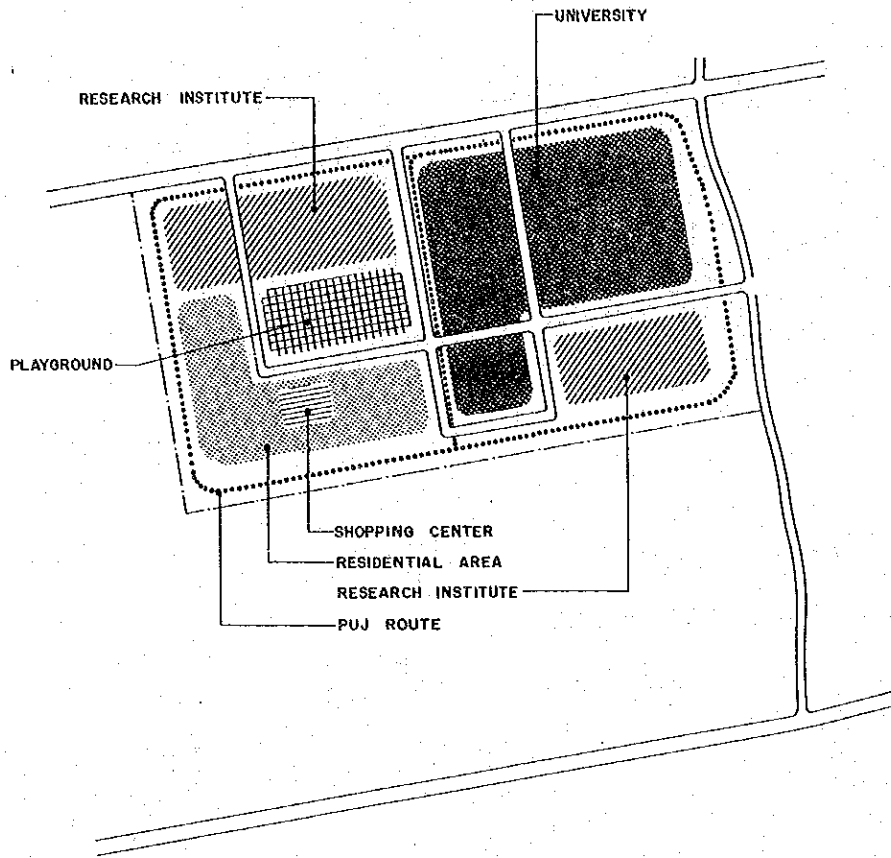 UNIVERSITY
RESEARCH INSTITUTE
PLAYGROUND
SHOPPING CENTER
RESIDENTIAL AREA
RESEARCH INSTITUTE
PUJ ROUTE